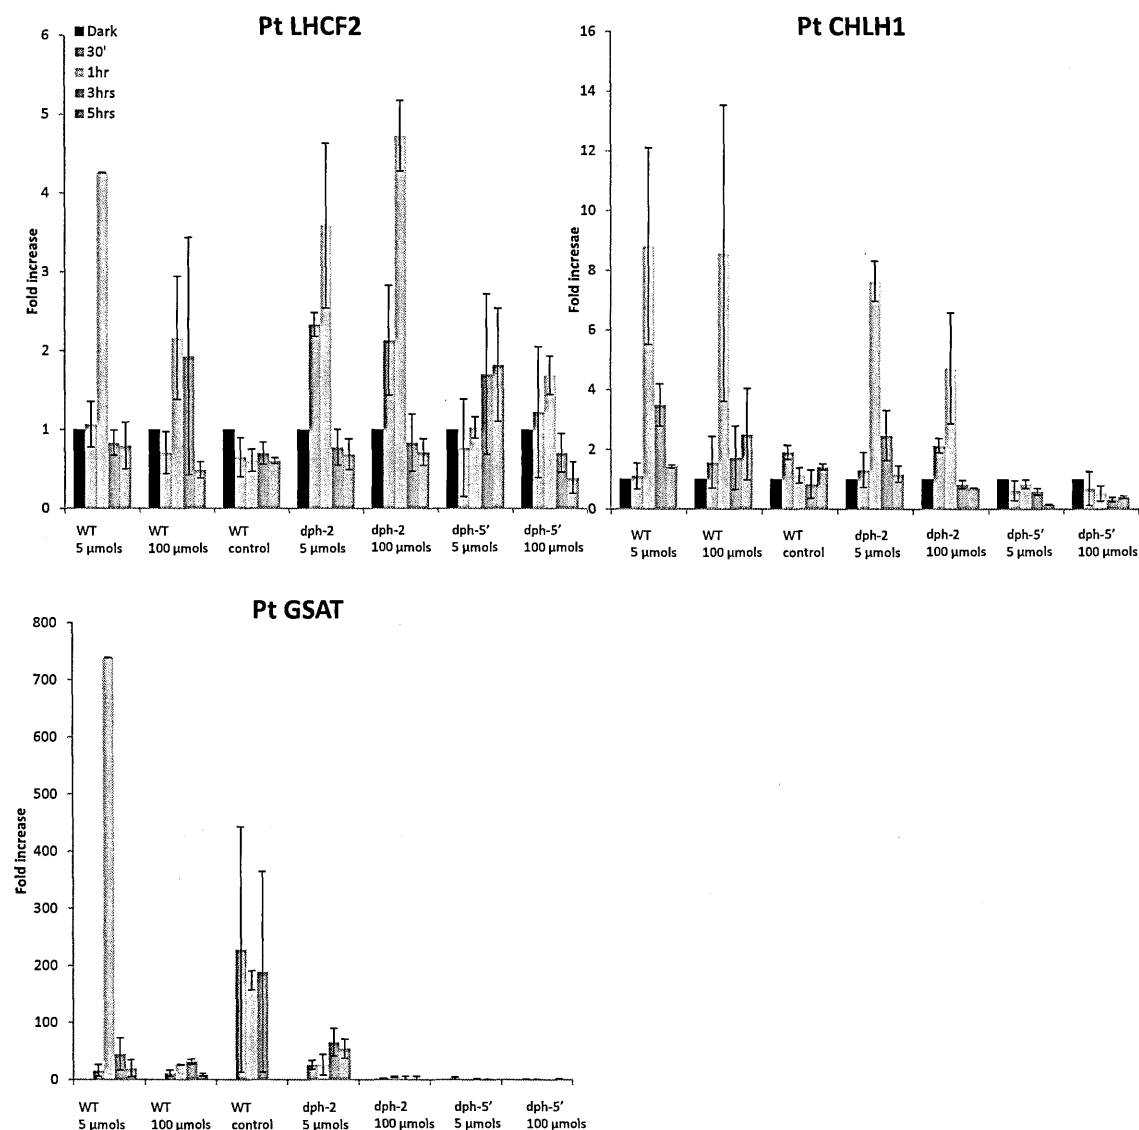 Pt LHCF2
6
5
4
3
2
1
0
Fold increase
Dark
30'
1hr
3hrs
5hrs
WT
5 µmols
WT
100 µmols
WT
control
dph-2
5 µmols
dph-2
100 µmols
dph-5'
5 µmols
dph-5'
100 µmols
Pt CHLH1
16
14
12
10
8
6
4
2
0
Fold incresae
WT
5 µmols
WT
100 µmols
WT
control
dph-2
5 µmols
dph-2
100 µmols
dph-5'
5 µmols
dph-5'
100 µmols
Pt GSAT
800
700
600
500
400
300
200
100
0
Fold increase
WT
5 µmols
WT
100 µmols
WT
control
dph-2
5 µmols
dph-2
100 µmols
dph-5'
5 µmols
dph-5'
100 µmols